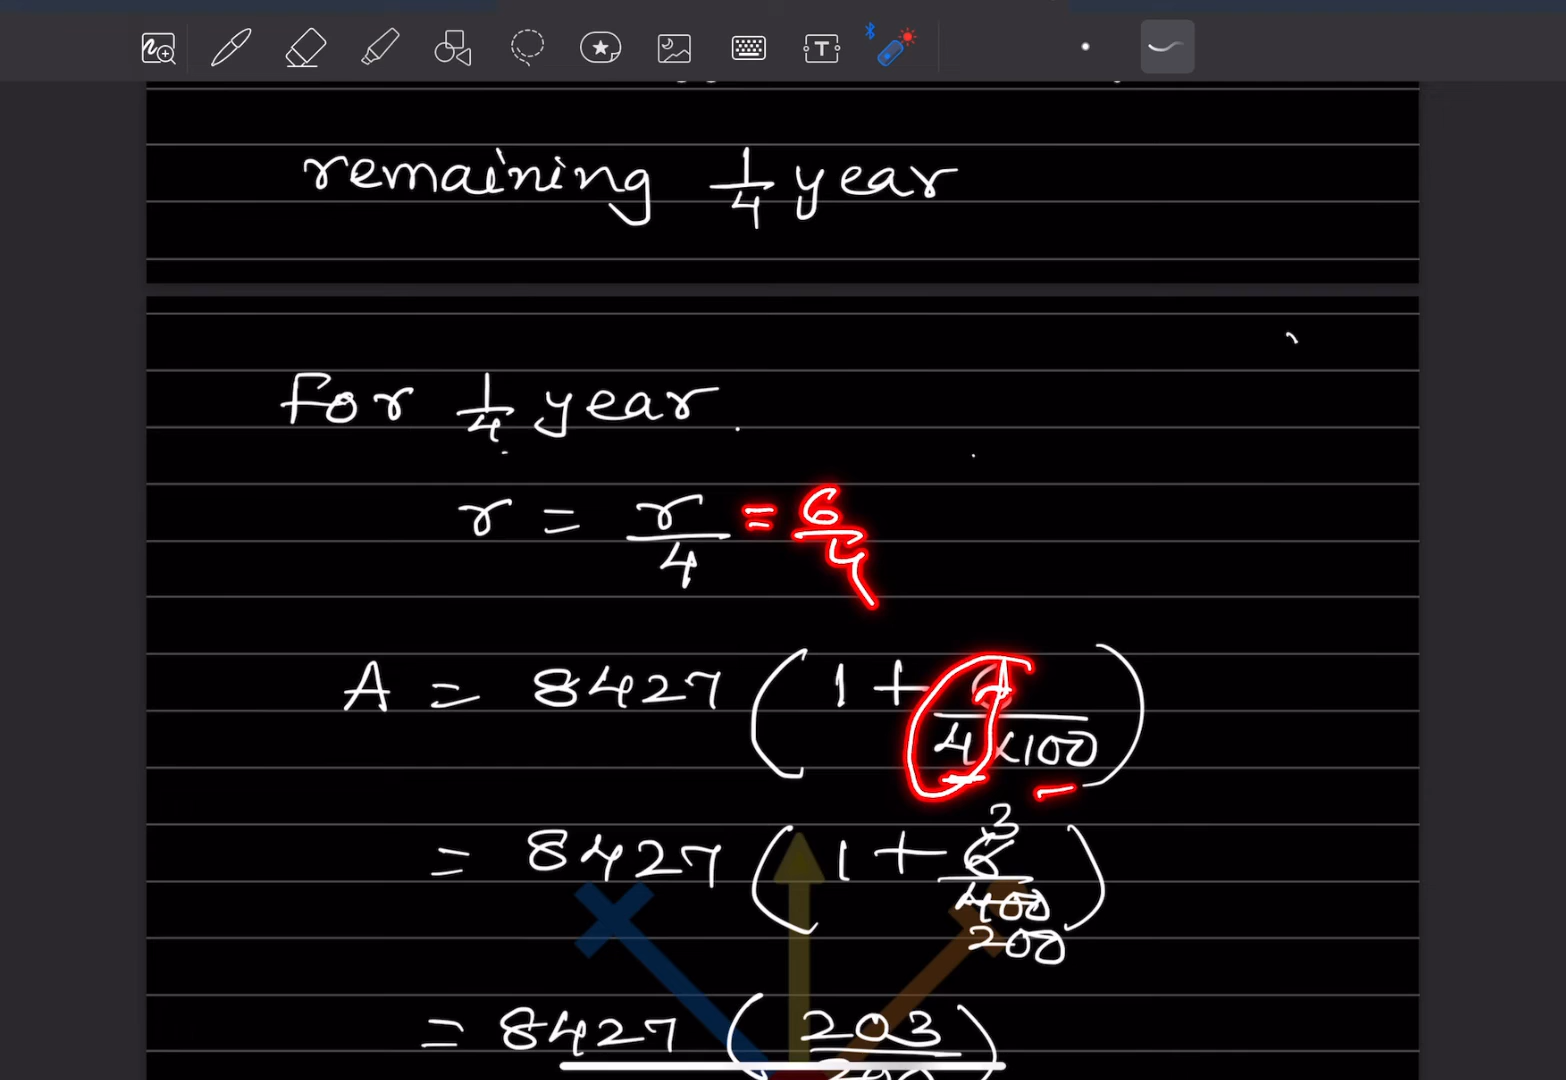 remaining 1/4 year
For 1/4 year.
r = r/4 = 6/4
A = 8427 ( 1 + 6/4×100 )
= 8427 ( 1 + 6/400 ) 3 200
= 8427 ( 203/200 )